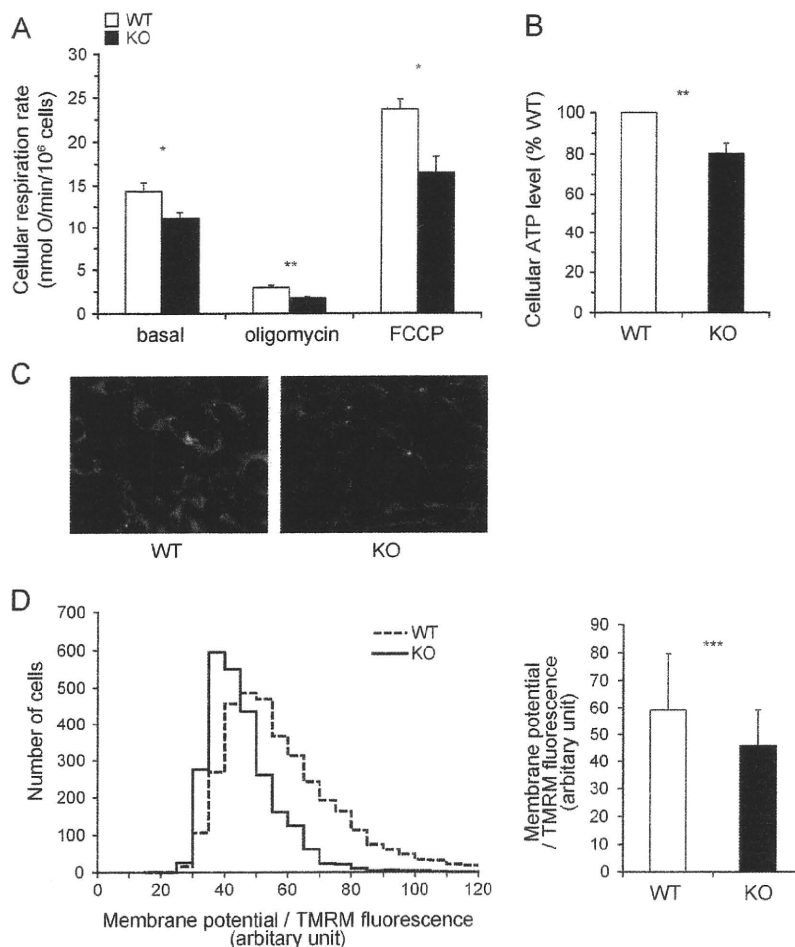 A
WT
KO
Cellular respiration rate
(nmol O/min/10⁶ cells)
30
25
20
15
10
5
0
*
**
*
basal
oligomycin
FCCP
B
Cellular ATP level (% WT)
100
80
60
40
20
0
**
WT
KO
C
WT
KO
D
Number of cells
700
600
500
400
300
200
100
0
WT
KO
0
20
40
60
80
100
120
Membrane potential / TMRM fluorescence
(arbitary unit)
Membrane potential
/ TMRM fluorescence
(arbitary unit)
90
80
70
60
50
40
30
20
10
0
***
WT
KO